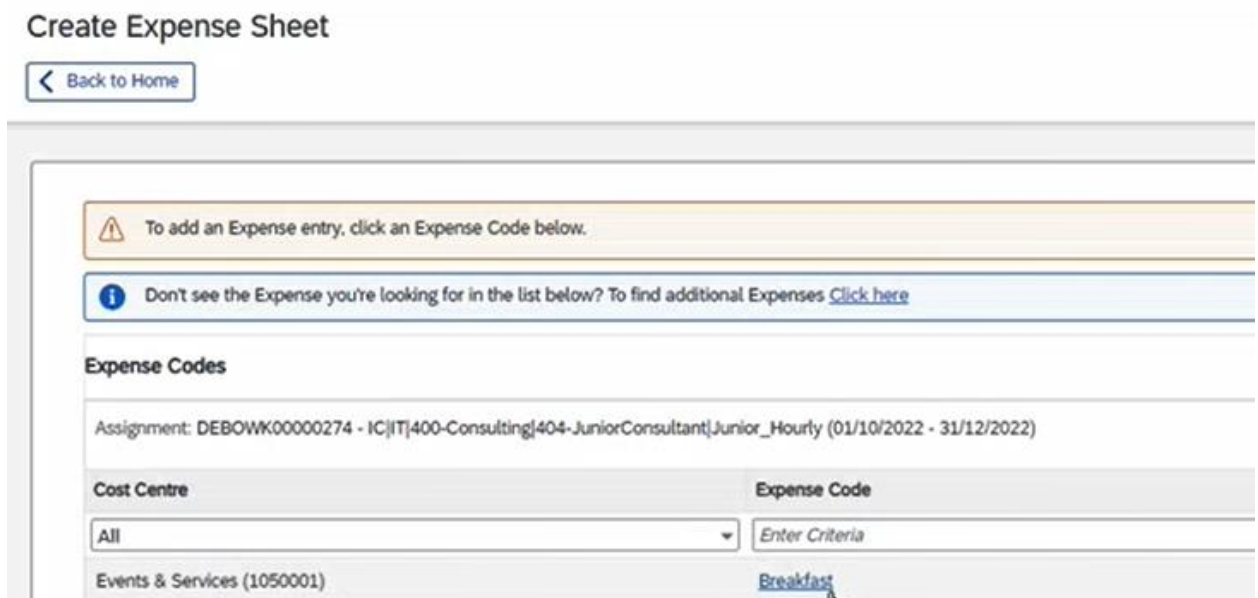 Create Expense Sheet
Back to Home
To add an Expense entry, click an Expense Code below.
Don't see the Expense you're looking for in the list below? To find additional Expenses Click here
Expense Codes
Assignment: DEBOWK00000274 - IC|IT|400-Consulting|404-JuniorConsultant|Junior_Hourly (01/10/2022 - 31/12/2022)
Cost Centre Expense Code
All Enter Criteria
Events & Services (1050001) Breakfast